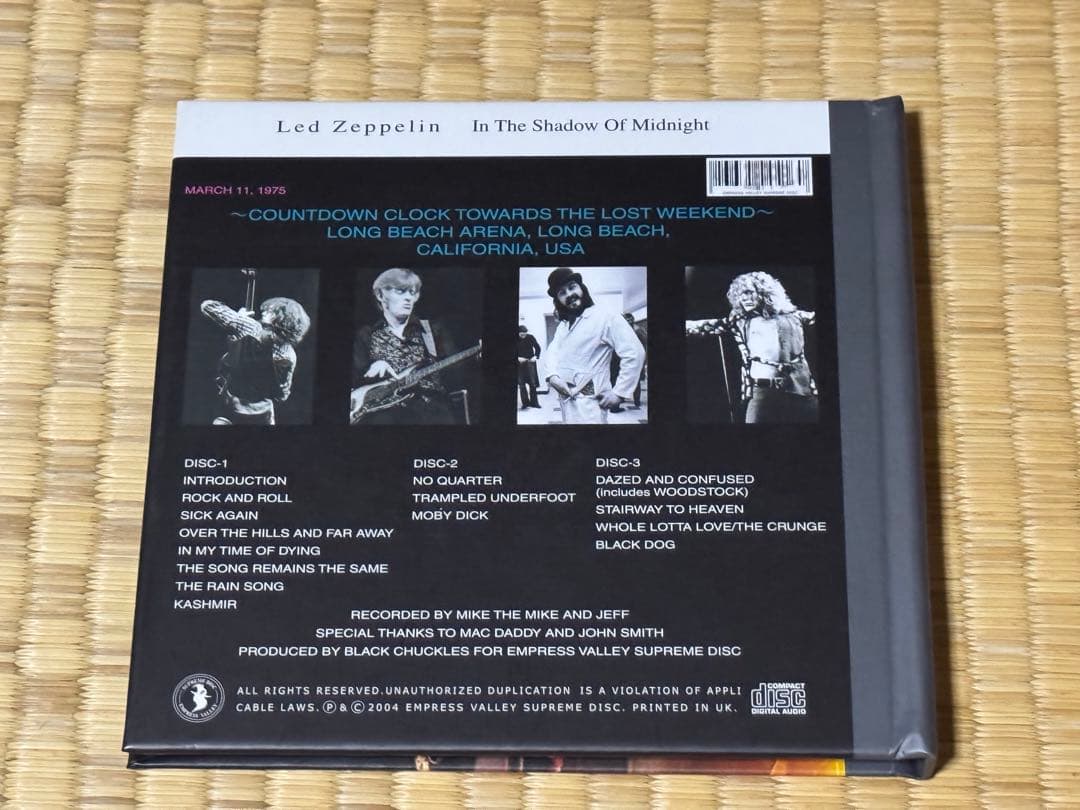 Led Zeppelin In The Shadow Of Midnight
MARCH 11, 1975
~COUNTDOWN CLOCK TOWARDS THE LOST WEEKEND~
LONG BEACH ARENA, LONG BEACH,
CALIFORNIA, USA
DISC-1
INTRODUCTION
ROCK AND ROLL
SICK AGAIN
OVER THE HILLS AND FAR AWAY
IN MY TIME OF DYING
THE SONG REMAINS THE SAME
THE RAIN SONG
KASHMIR
DISC-2
NO QUARTER
TRAMPLED UNDERFOOT
MOBY DICK
DISC-3
DAZED AND CONFUSED
(includes WOODSTOCK)
STAIRWAY TO HEAVEN
WHOLE LOTTA LOVE/THE CRUNGE
BLACK DOG
RECORDED BY MIKE THE MIKE AND JEFF
SPECIAL THANKS TO MAC DADDY AND JOHN SMITH
PRODUCED BY BLACK CHUCKLES FOR EMPRESS VALLEY SUPREME DISC
SUPREME DISC
EMPRESS VALLEY
ALL RIGHTS RESERVED.UNAUTHORIZED DUPLICATION IS A VIOLATION OF APPLI
CABLE LAWS. Ⓟ & © 2004 EMPRESS VALLEY SUPREME DISC. PRINTED IN UK.
COMPACT
disc
DIGITAL AUDIO